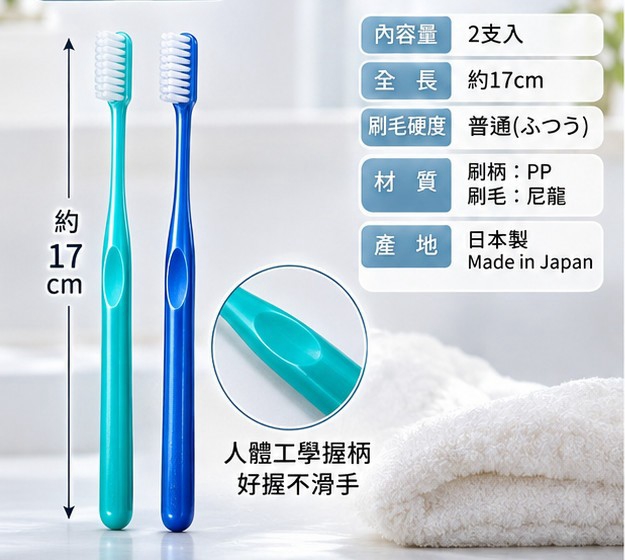 約
17
cm
內容量 2支入
全長 約17cm
刷毛硬度 普通(ふつう)
材質 刷柄：PP
刷毛：尼龍
產地 日本製
Made in Japan
人體工學握柄
好握不滑手